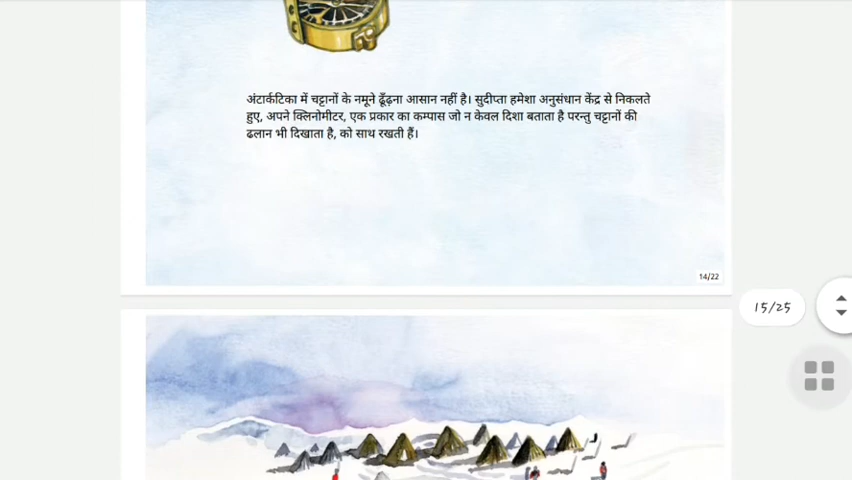 अंटार्कटिका में चट्टानों के नमूने ढूँढ़ना आसान नहीं है। सुदीप्ता हमेशा अनुसंधान केंद्र से निकलते
हुए, अपने क्लिनोमीटर, एक प्रकार का कम्पास जो न केवल दिशा बताता है परन्तु चट्टानों की
ढलान भी दिखाता है, को साथ रखती हैं।
14/22
15/25